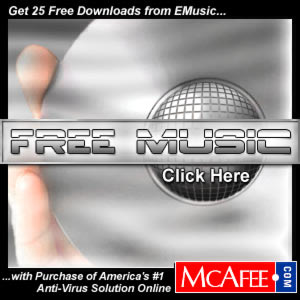 Get 25 Free Downloads from EMusic...
FREE MUSIC
Click Here
...with Purchase of America's #1
Anti-Virus Solution Online
McAFEE.COM